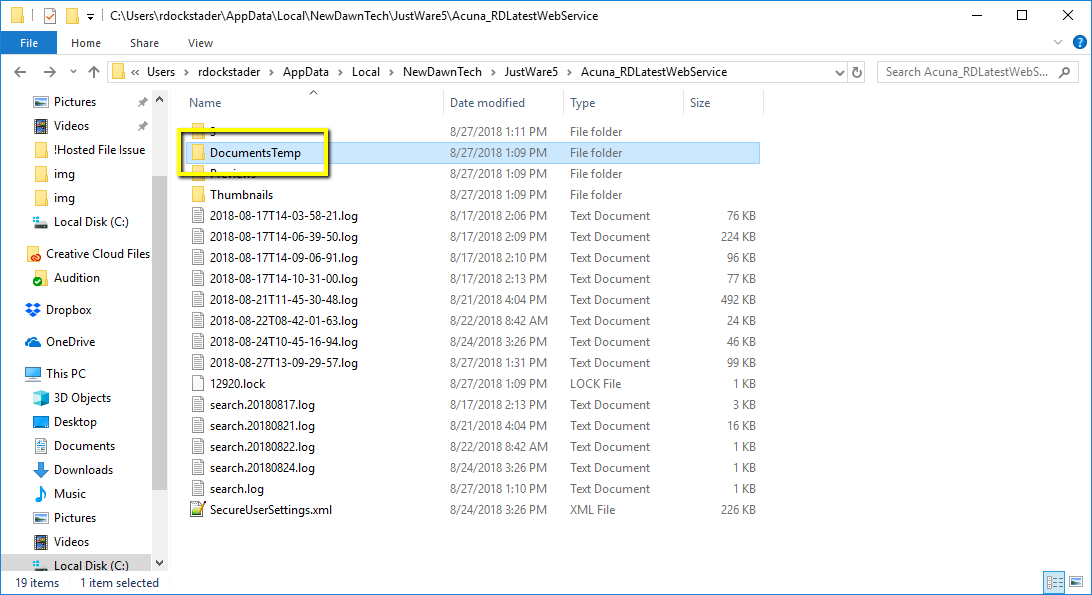 C:\Users\rdockstader\AppData\Local\NewDawnTech\JustWare5\Acuna_RDLatestWebService
File Home Share View
« Users › rdockstader › AppData › Local › NewDawnTech › JustWare5 › Acuna_RDLatestWebService
Search Acuna_RDLatestWebS...
Pictures
Videos
!Hosted File Issue
img
img
Local Disk (C:)
Creative Cloud Files
Audition
Dropbox
OneDrive
This PC
3D Objects
Desktop
Documents
Downloads
Music
Pictures
Videos
Local Disk (C:)
Name Date modified Type Size
8/27/2018 1:11 PM File folder
DocumentsTemp 8/27/2018 1:09 PM File folder
Previews 8/27/2018 1:09 PM File folder
Thumbnails 8/27/2018 1:09 PM File folder
2018-08-17T14-03-58-21.log 8/17/2018 2:06 PM Text Document 76 KB
2018-08-17T14-06-39-50.log 8/17/2018 2:09 PM Text Document 224 KB
2018-08-17T14-09-06-91.log 8/17/2018 2:10 PM Text Document 96 KB
2018-08-17T14-10-31-00.log 8/17/2018 2:13 PM Text Document 77 KB
2018-08-21T11-45-30-48.log 8/21/2018 4:04 PM Text Document 492 KB
2018-08-22T08-42-01-63.log 8/22/2018 8:42 AM Text Document 24 KB
2018-08-24T10-45-16-94.log 8/24/2018 3:26 PM Text Document 46 KB
2018-08-27T13-09-29-57.log 8/27/2018 1:31 PM Text Document 99 KB
12920.lock 8/27/2018 1:09 PM LOCK File 1 KB
search.20180817.log 8/17/2018 2:13 PM Text Document 3 KB
search.20180821.log 8/21/2018 4:04 PM Text Document 16 KB
search.20180822.log 8/22/2018 8:42 AM Text Document 1 KB
search.20180824.log 8/24/2018 3:26 PM Text Document 1 KB
search.log 8/27/2018 1:10 PM Text Document 1 KB
SecureUserSettings.xml 8/24/2018 3:26 PM XML File 226 KB
19 items 1 item selected